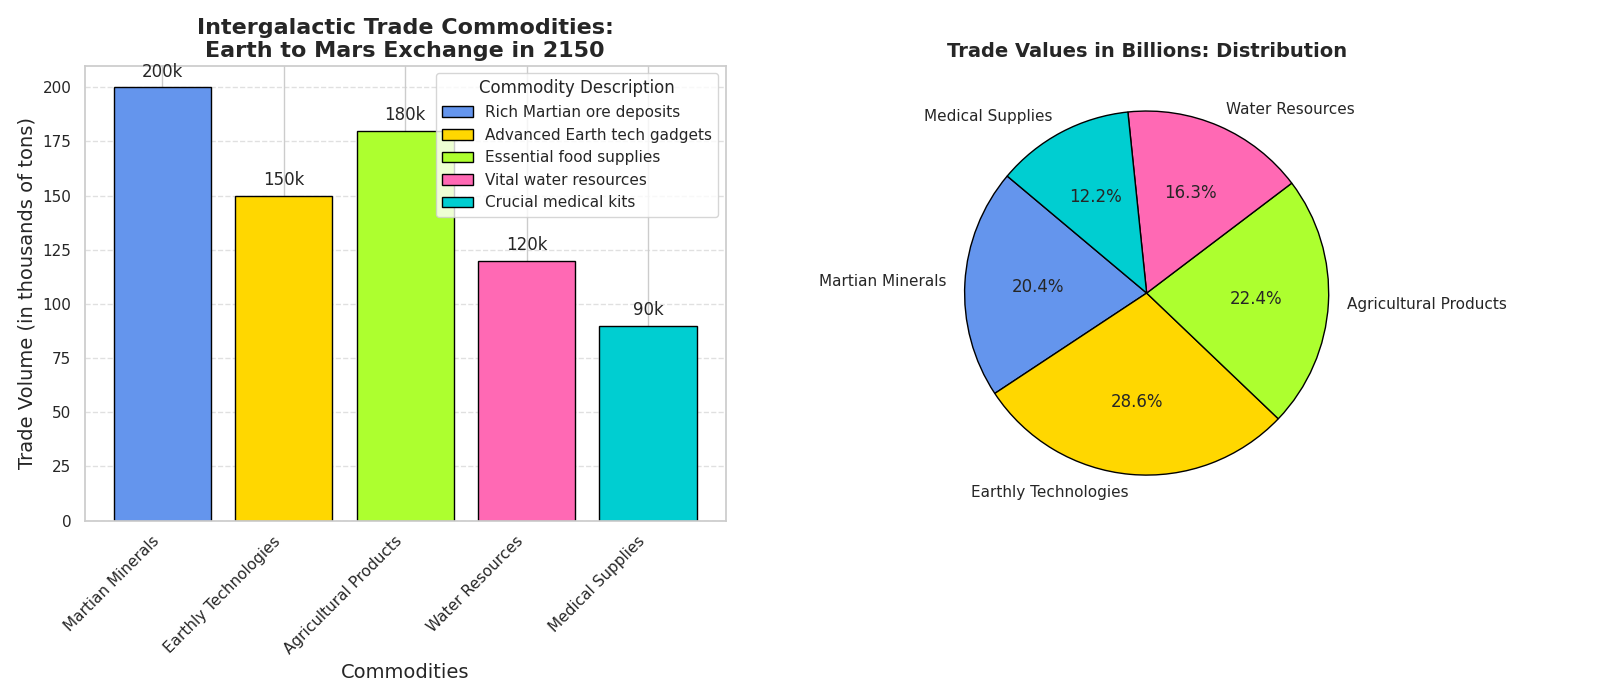 Intergalactic Trade Commodities:
Earth to Mars Exchange in 2150
Trade Volume (in thousands of tons)
200
175
150
125
100
75
50
25
0
200k
150k
180k
120k
90k
Commodity Description
Rich Martian ore deposits
Advanced Earth tech gadgets
Essential food supplies
Vital water resources
Crucial medical kits
Martian Minerals
Earthly Technologies
Agricultural Products
Water Resources
Medical Supplies
Commodities
Trade Values in Billions: Distribution
Medical Supplies
Water Resources
Martian Minerals
Agricultural Products
Earthly Technologies
12.2%
16.3%
20.4%
22.4%
28.6%